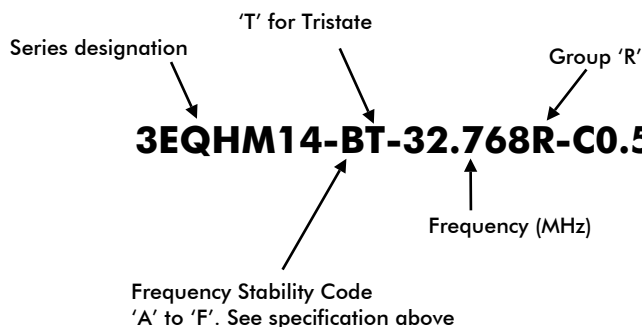 ‘T’ for Tristate
Series designation
Group ‘R’
3EQHM14-BT-32.768R-C0.5
Frequency (MHz)
Frequency Stability Code
‘A’ to ‘F’. See specification above